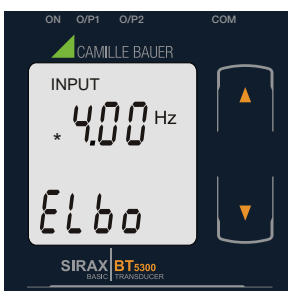 ON O/P1 O/P2 COM
CAMILLE BAUER
INPUT
* 4.00 Hz
ELbo
SIRAX BT5300
BASIC TRANSDUCER